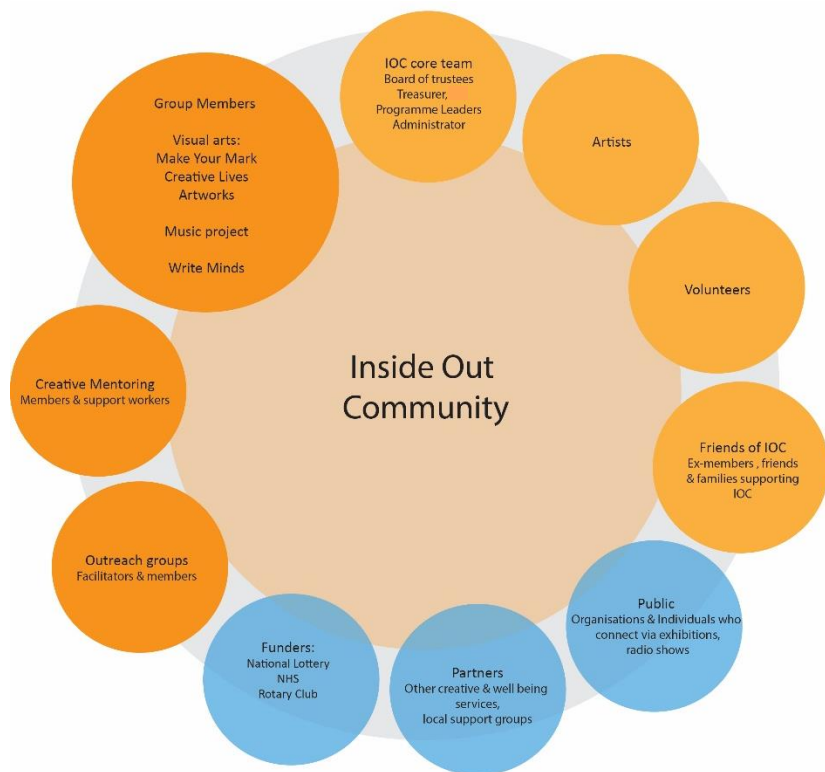 IOC core team
Board of trustees
Treasurer,
Programme Leaders
Administrator
Group Members
Visual arts:
Make Your Mark
Creative Lives
Artworks
Music project
Write Minds
Artists
Volunteers
Inside Out
Community
Creative Mentoring
Members & support workers
Friends of IOC
Ex-members , friends
& families supporting
IOC
Outreach groups
Facilitators & members
Public
Organisations & Individuals who
connect via exhibitions,
radio shows
Funders:
National Lottery
NHS
Rotary Club
Partners
Other creative & well being
services,
local support groups